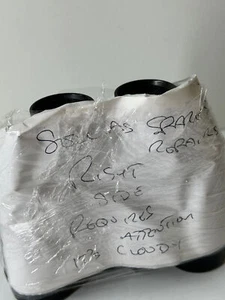 SOLD AS SPARES
REPAIRS
RIGHT
SIDE
REQUIRES
ATTENTION
CLOUDY